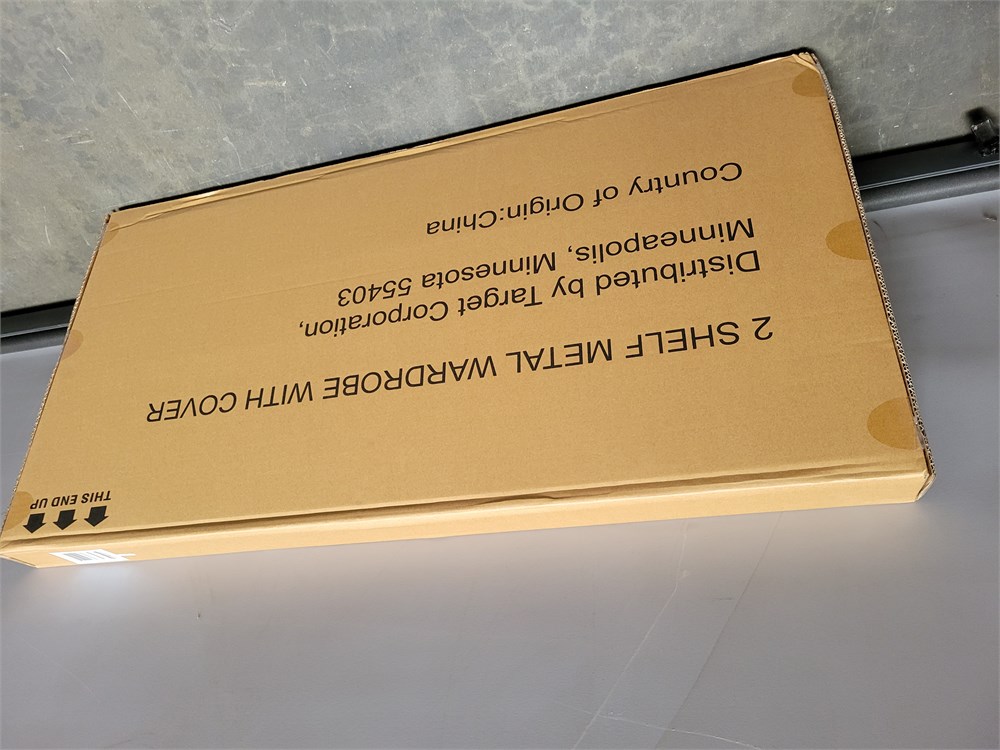 2 SHELF METAL WARDROBE WITH COVER
Distributed by Target Corporation,
Minneapolis, Minnesota 55403
Country of Origin:China
THIS END UP